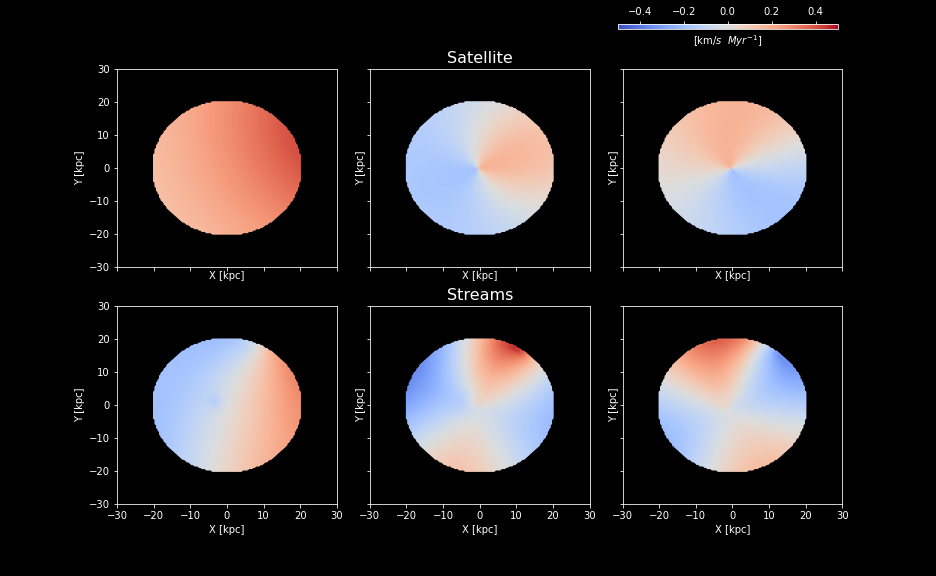 −0.4 −0.2 0.0 0.2 0.4
[km/s Myr⁻¹]
Satellite
30
20
10
0
−10
−20
−30
Y [kpc]
X [kpc]
Y [kpc]
X [kpc]
Y [kpc]
X [kpc]
Streams
30
20
10
0
−10
−20
−30
Y [kpc]
−30 −20 −10 0 10 20 30
X [kpc]
Y [kpc]
−30 −20 −10 0 10 20 30
X [kpc]
Y [kpc]
−30 −20 −10 0 10 20 30
X [kpc]